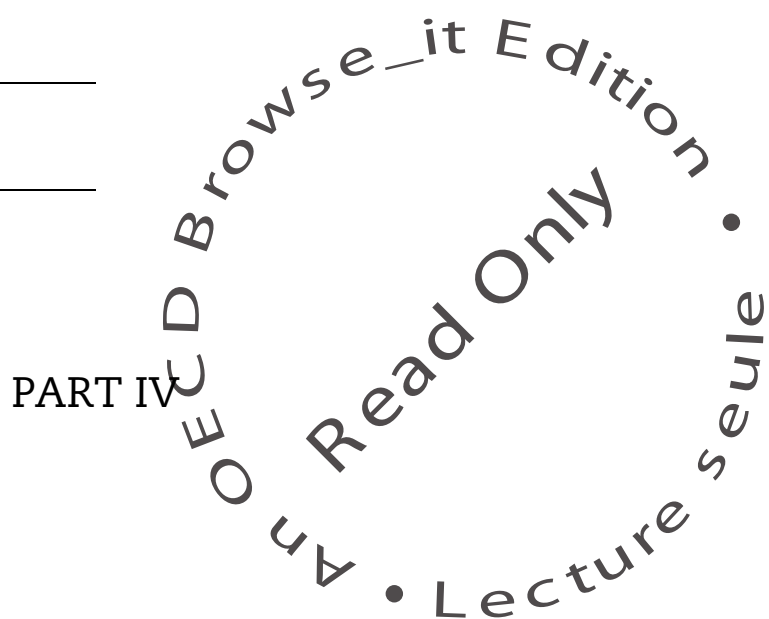 An OECD Browse_it Edition •
Read Only
PART IV
Lecture seule •